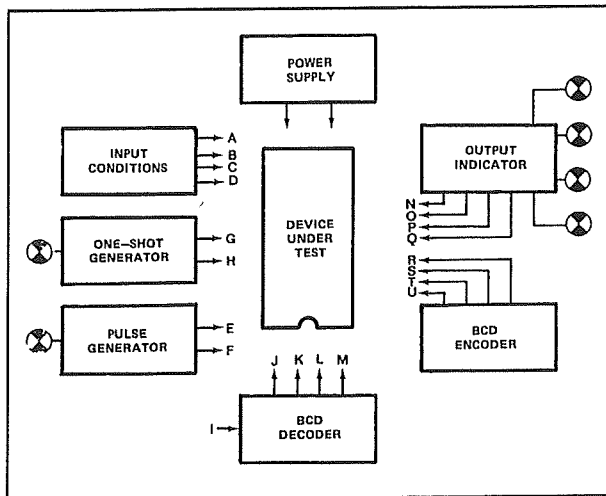 POWER
SUPPLY
INPUT
CONDITIONS
A
B
C
D
ONE-SHOT
GENERATOR
G
H
PULSE
GENERATOR
E
F
DEVICE
UNDER
TEST
OUTPUT
INDICATOR
N
O
P
Q
R
S
T
U
BCD
ENCODER
J K L M
I
BCD
DECODER